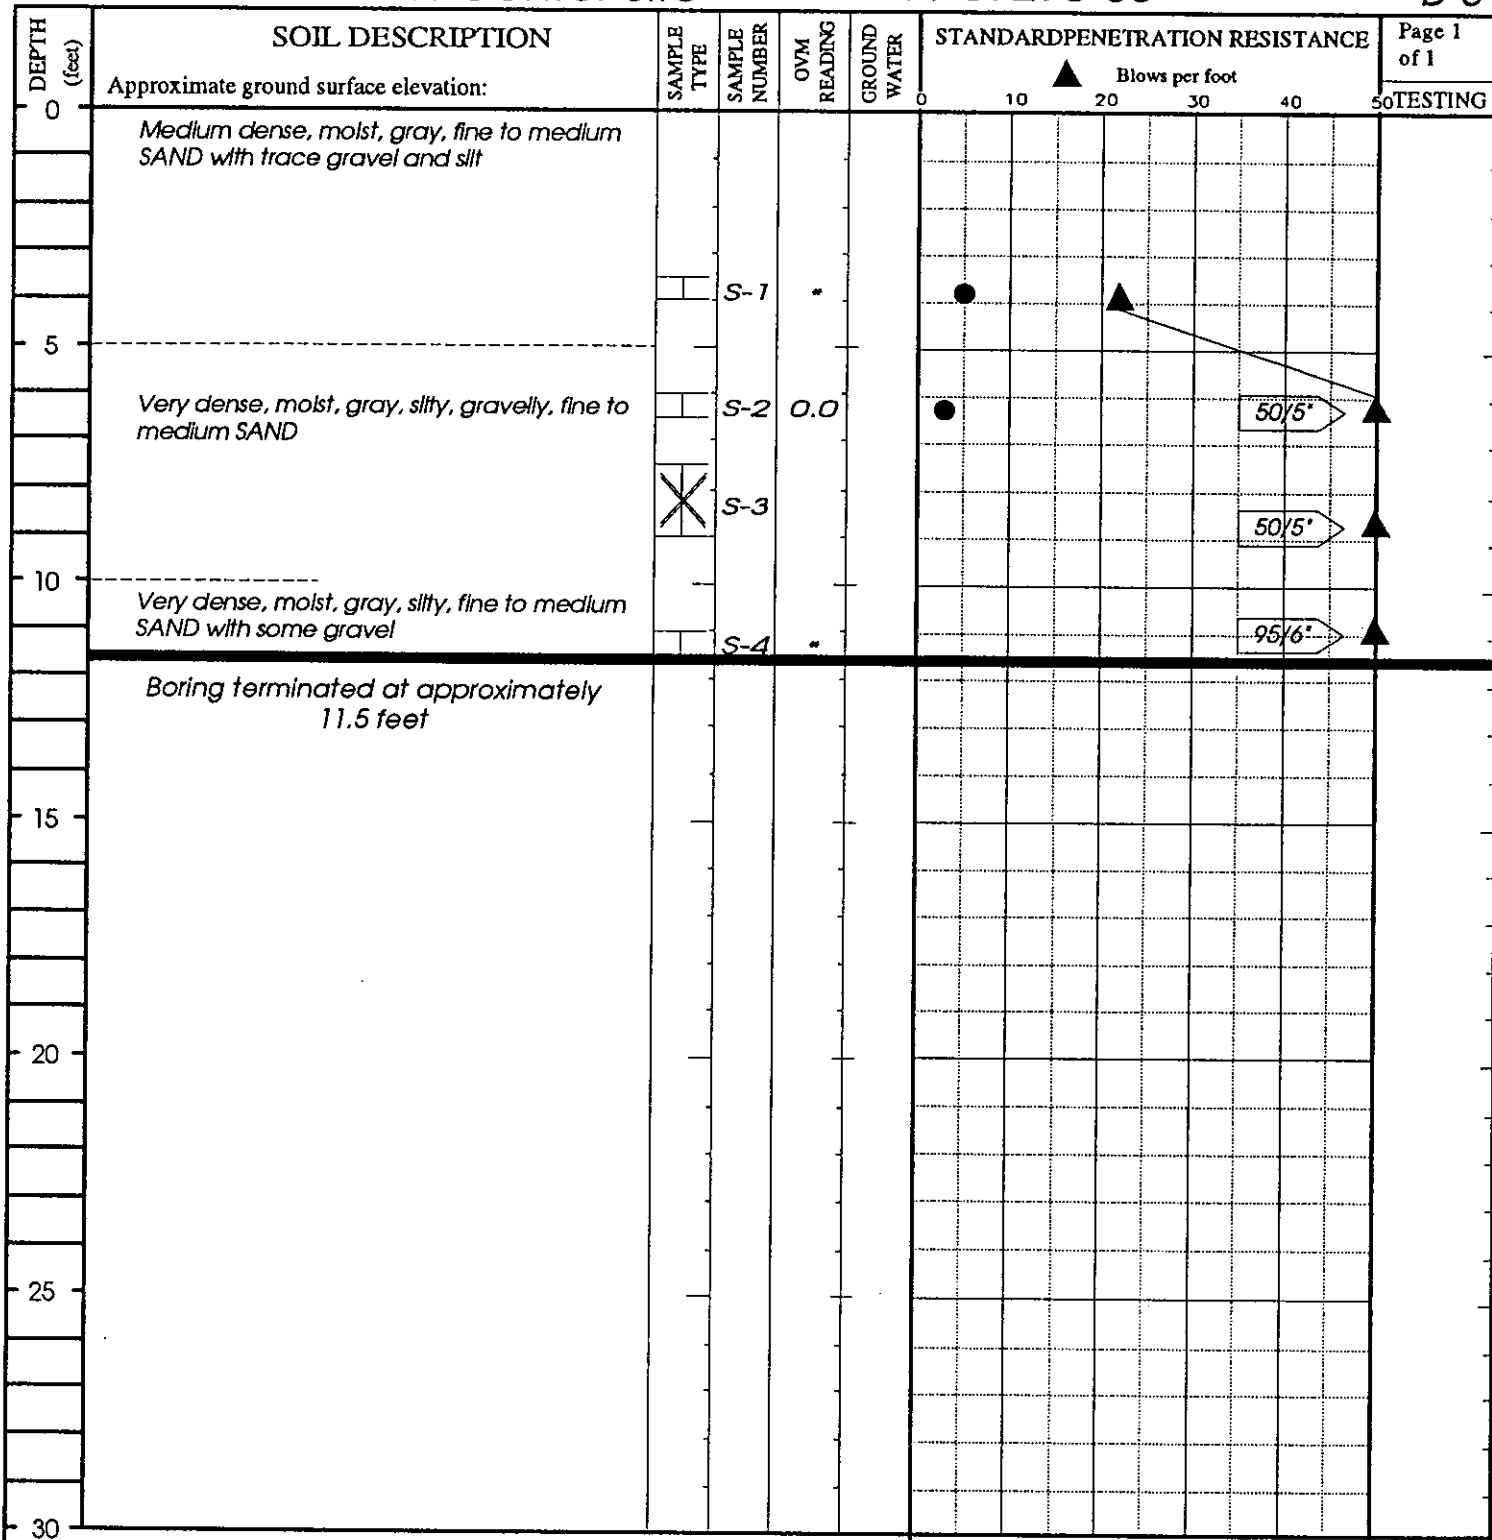 DEPTH (feet)
SOIL DESCRIPTION
Approximate ground surface elevation:
SAMPLE TYPE
SAMPLE NUMBER
OVM READING
GROUND WATER
STANDARDPENETRATION RESISTANCE
▲ Blows per foot
0 10 20 30 40 50
Page 1
of 1
TESTING
0
Medium dense, moist, gray, fine to medium
SAND with trace gravel and silt
S-1 *
5
Very dense, moist, gray, silty, gravelly, fine to
medium SAND
S-2 0.0
50/5"
S-3
50/5"
10
Very dense, moist, gray, silty, fine to medium
SAND with some gravel
S-4 *
95/6"
Boring terminated at approximately
11.5 feet
15
20
25
30